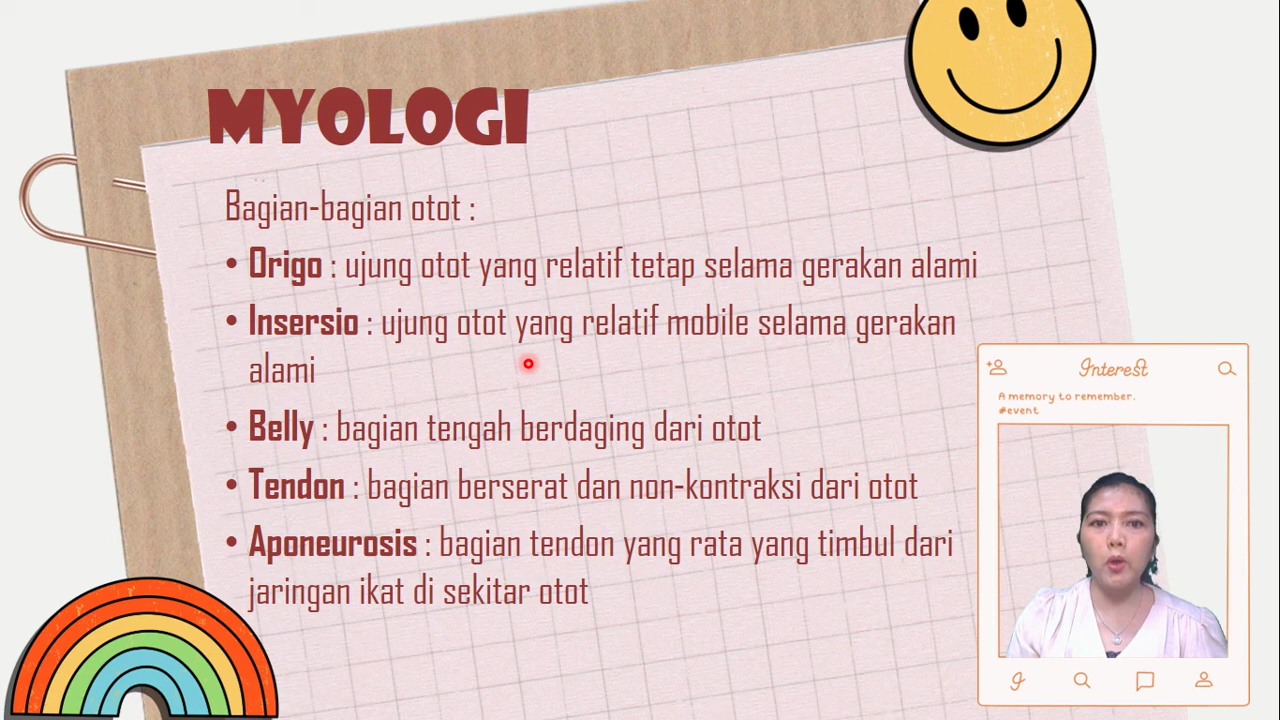 MYOLOGI
Bagian-bagian otot :
• Origo : ujung otot yang relatif tetap selama gerakan alami
• Insersio : ujung otot yang relatif mobile selama gerakan
alami
• Belly : bagian tengah berdaging dari otot
• Tendon : bagian berserat dan non-kontraksi dari otot
• Aponeurosis : bagian tendon yang rata yang timbul dari
jaringan ikat di sekitar otot
Interest
A memory to remember.
#event